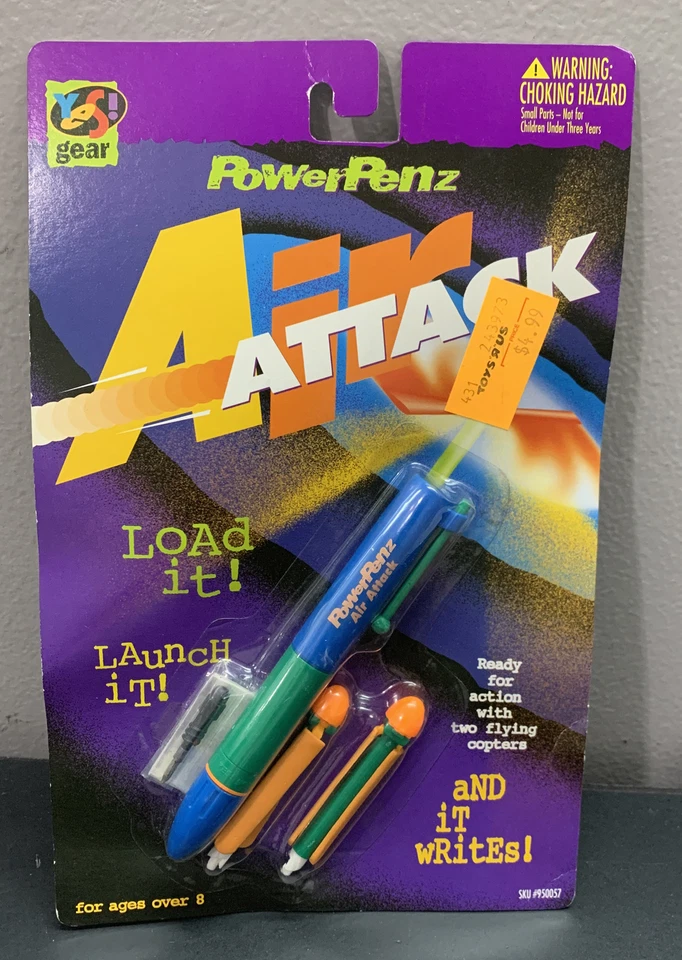 YES!
gear
WARNING:
CHOKING HAZARD
Small Parts – Not for
Children Under Three Years
PowerPenz
Air
ATTACK
431 243973
TOYS R US
PRICE
$4.99
LoAd
it!
PowerPenz
Air Attack
LAuncH
iT!
Ready
for
action
with
two flying
copters
aND
iT
wRitEs!
for ages over 8
SKU #950057